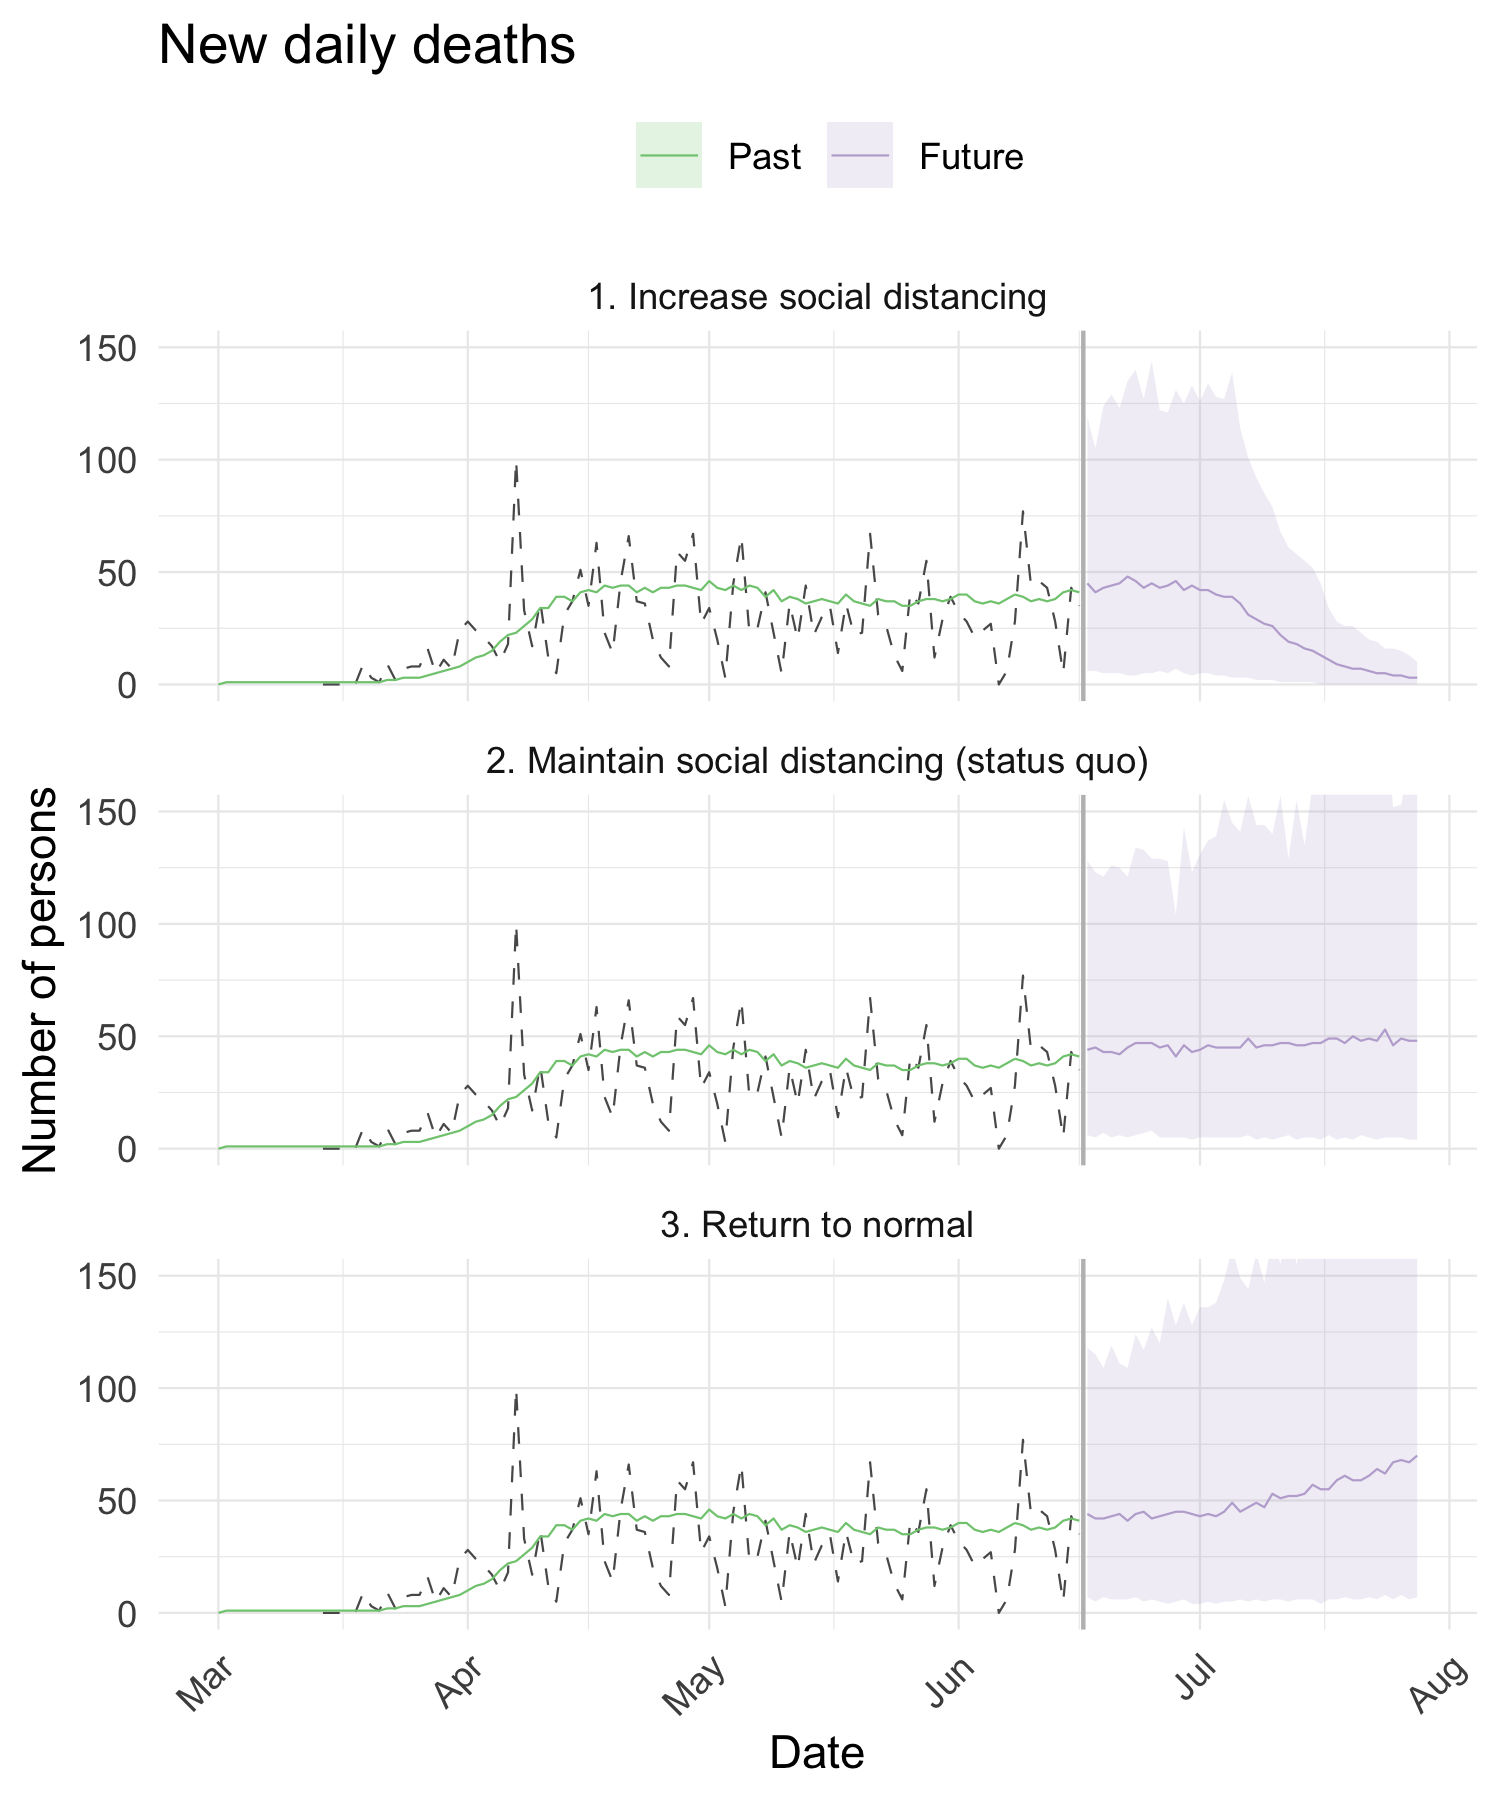 New daily deaths
Past
Future
1. Increase social distancing
150
100
50
0
2. Maintain social distancing (status quo)
150
100
50
0
3. Return to normal
150
100
50
0
Number of persons
Mar
Apr
May
Jun
Jul
Aug
Date